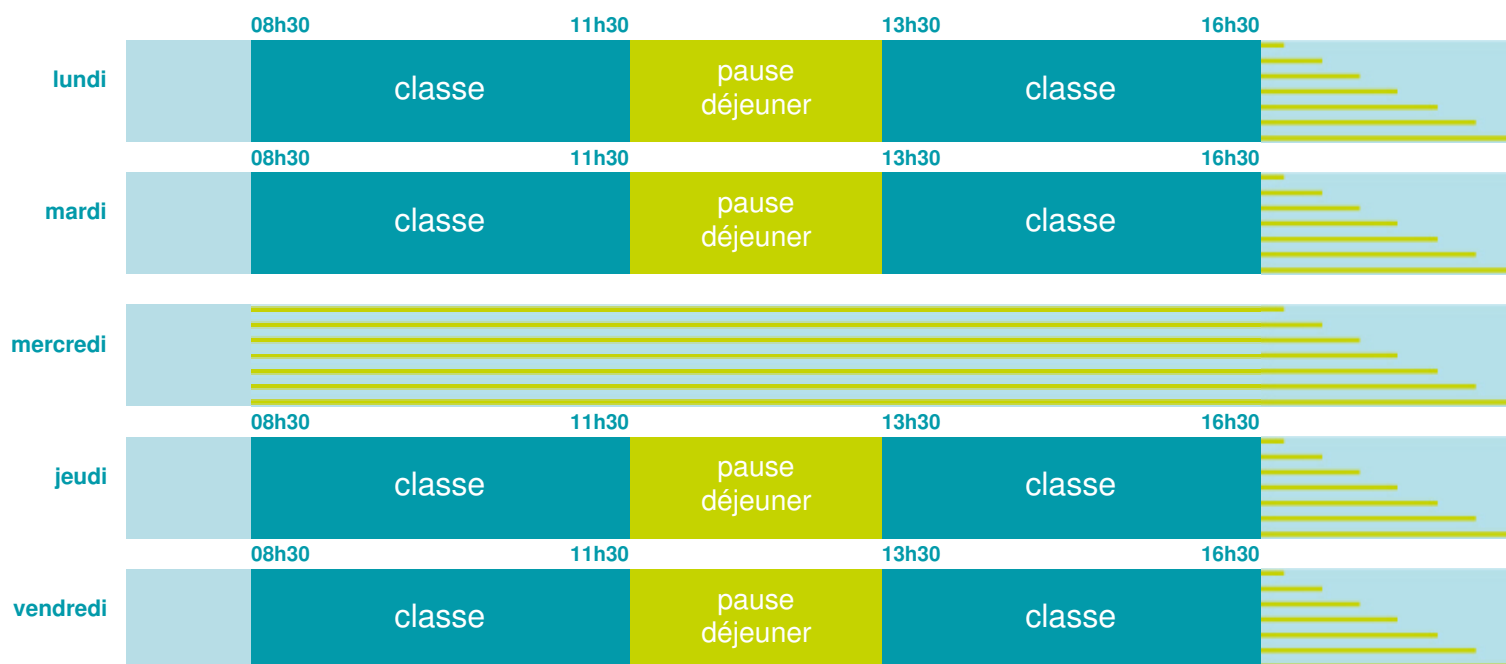 08h30 11h30 13h30 16h30
lundi classe pause déjeuner classe
08h30 11h30 13h30 16h30
mardi classe pause déjeuner classe
mercredi
08h30 11h30 13h30 16h30
jeudi classe pause déjeuner classe
08h30 11h30 13h30 16h30
vendredi classe pause déjeuner classe